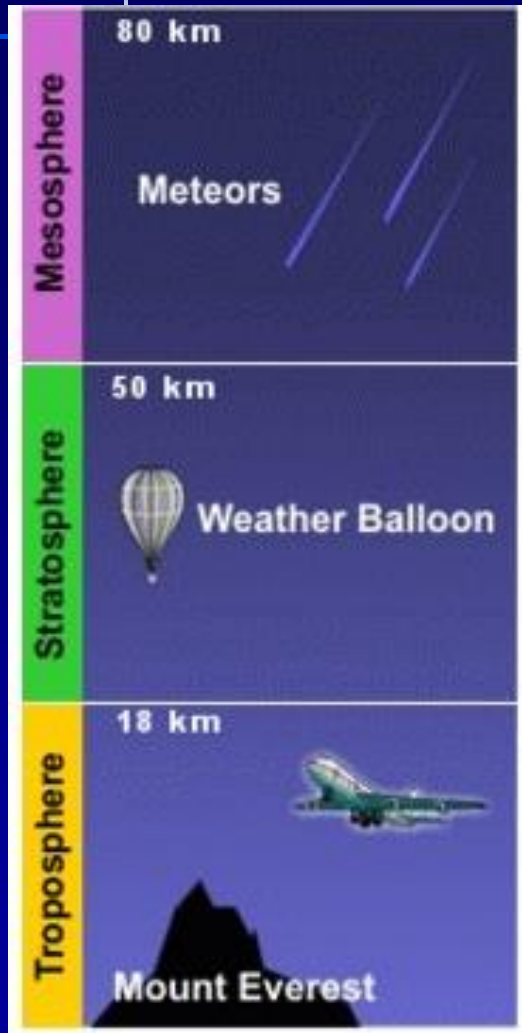 Mesosphere
80 km
Meteors
Stratosphere
50 km
Weather Balloon
Troposphere
18 km
Mount Everest